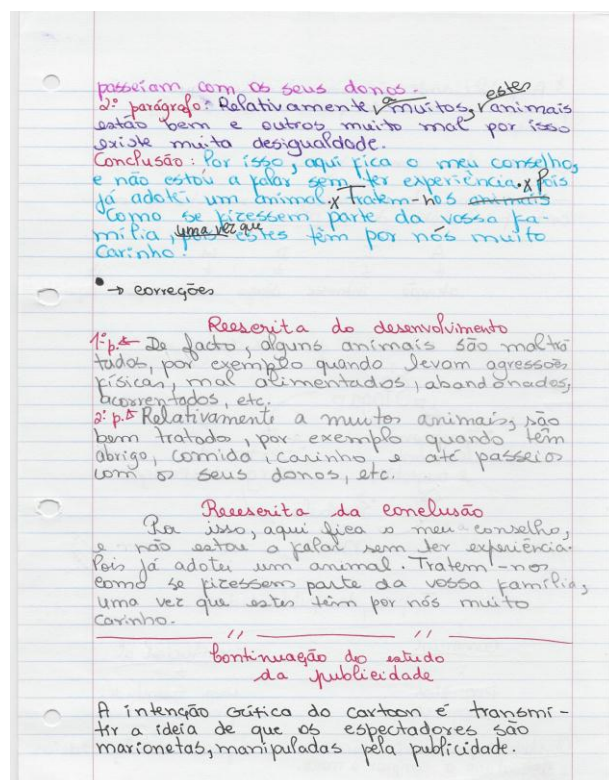 passeiam com os seus donos.
2º parágrafo: Relativamente a muitos, estes animais
estão bem e outros muito mal por isso
existe muita desigualdade.
Conclusão: Por isso, aqui fica o meu conselho,
e não estou a falar sem ter experiência. Pois
já adotei um animal. Tratem-nos animais
como se fizessem parte da vossa fa-
mília, uma vez que estes têm por nós muito
carinho.
• → correções
Reescrita do desenvolvimento
1º p. De facto, alguns animais são maltra
tados, por exemplo quando levam agressões
físicas, mal alimentados, abandonados,
acorrentados, etc.
2º p. Relativamente a muitos animais, são
bem tratado, por exemplo quando têm
abrigo, comida, carinho e até passeios
com os seus donos, etc.
Reescrita da conclusão
Por isso, aqui fica o meu conselho,
e não estou a falar sem ter experiência.
Pois já adotei um animal. Tratem-nos
como se fizessem parte da vossa família,
uma vez que estes têm por nós muito
carinho.
// //
Continuação do estudo
da publicidade
A intenção crítica do cartoon é transmi-
tir a ideia de que os espectadores são
marionetas, manipuladas pela publicidade.